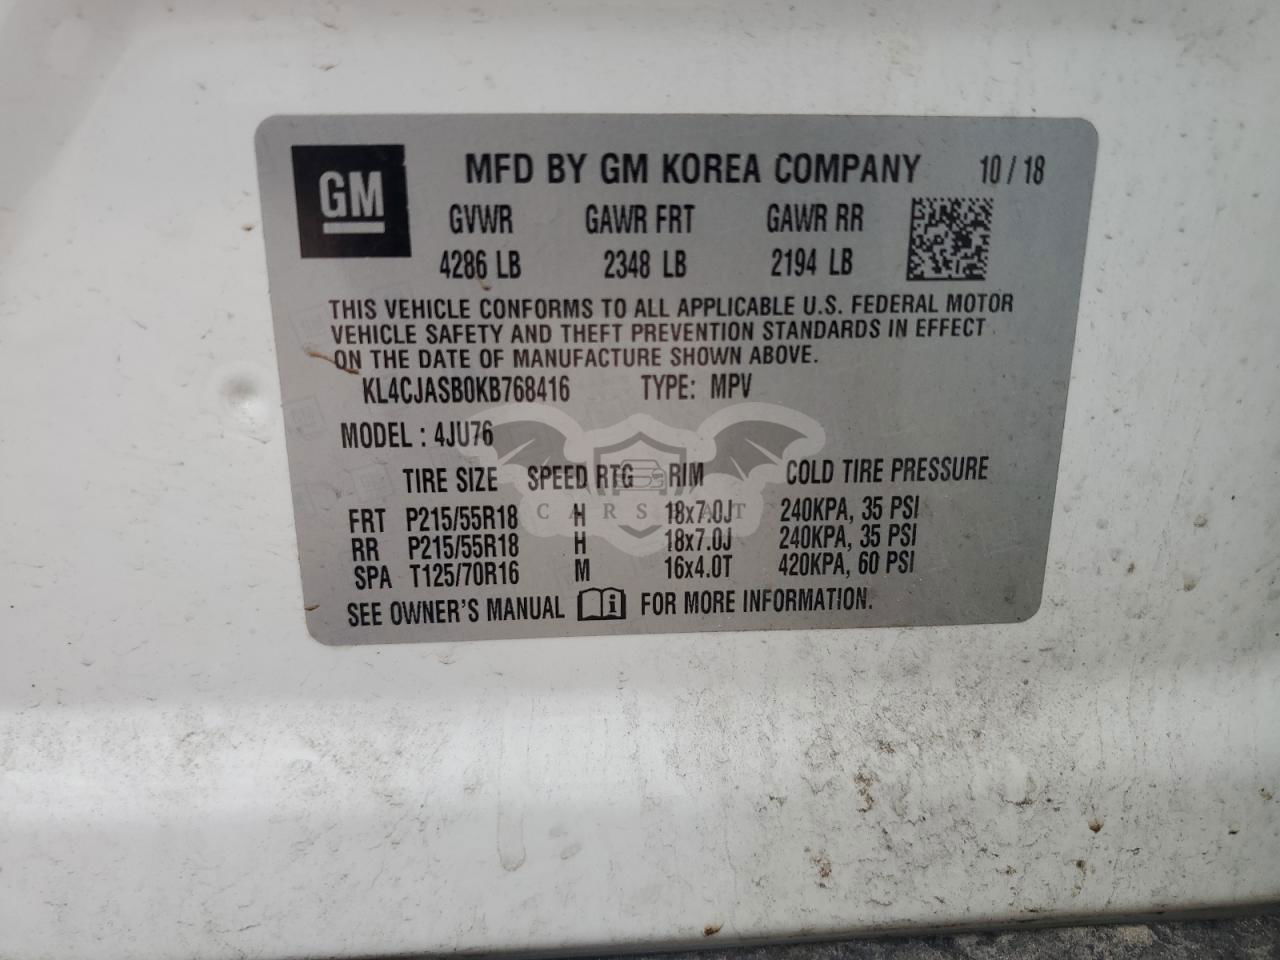 GM
MFD BY GM KOREA COMPANY 10 / 18
GVWR GAWR FRT GAWR RR
4286 LB 2348 LB 2194 LB
THIS VEHICLE CONFORMS TO ALL APPLICABLE U.S. FEDERAL MOTOR
VEHICLE SAFETY AND THEFT PREVENTION STANDARDS IN EFFECT
ON THE DATE OF MANUFACTURE SHOWN ABOVE.
KL4CJASB0KB768416 TYPE: MPV
MODEL : 4JU76
TIRE SIZE SPEED RTG RIM COLD TIRE PRESSURE
FRT P215/55R18 H 18x7.0J 240KPA, 35 PSI
RR P215/55R18 H 18x7.0J 240KPA, 35 PSI
SPA T125/70R16 M 16x4.0T 420KPA, 60 PSI
SEE OWNER'S MANUAL FOR MORE INFORMATION.